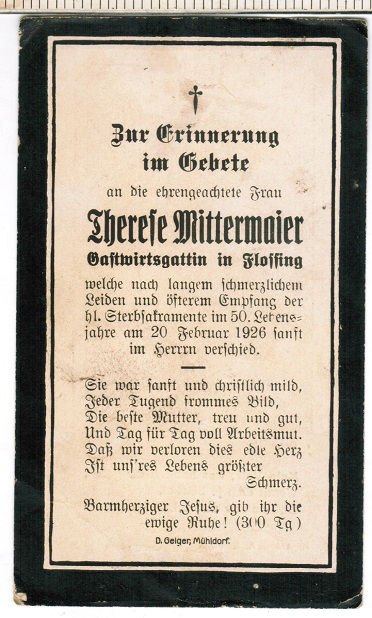 †
Zur Erinnerung
im Gebete
an die ehrengeachtete Frau
Therese Mittermaier
Gastwirtsgattin in Flossing
welche nach langem schmerzlichem
Leiden und öfterem Empfang der
hl. Sterbsakramente im 50. Lebens-
jahre am 20 Februar 1926 sanft
im Herrrn verschied.
Sie war sanft und christlich mild,
Jeder Tugend frommes Bild,
Die beste Mutter, treu und gut,
Und Tag für Tag voll Arbeitsmut.
Daß wir verloren dies edle Herz
Ist uns'res Lebens größter
Schmerz.
Barmherziger Jesus, gib ihr die
ewige Ruhe! (300 Tg)
D. Geiger, Mühldorf.